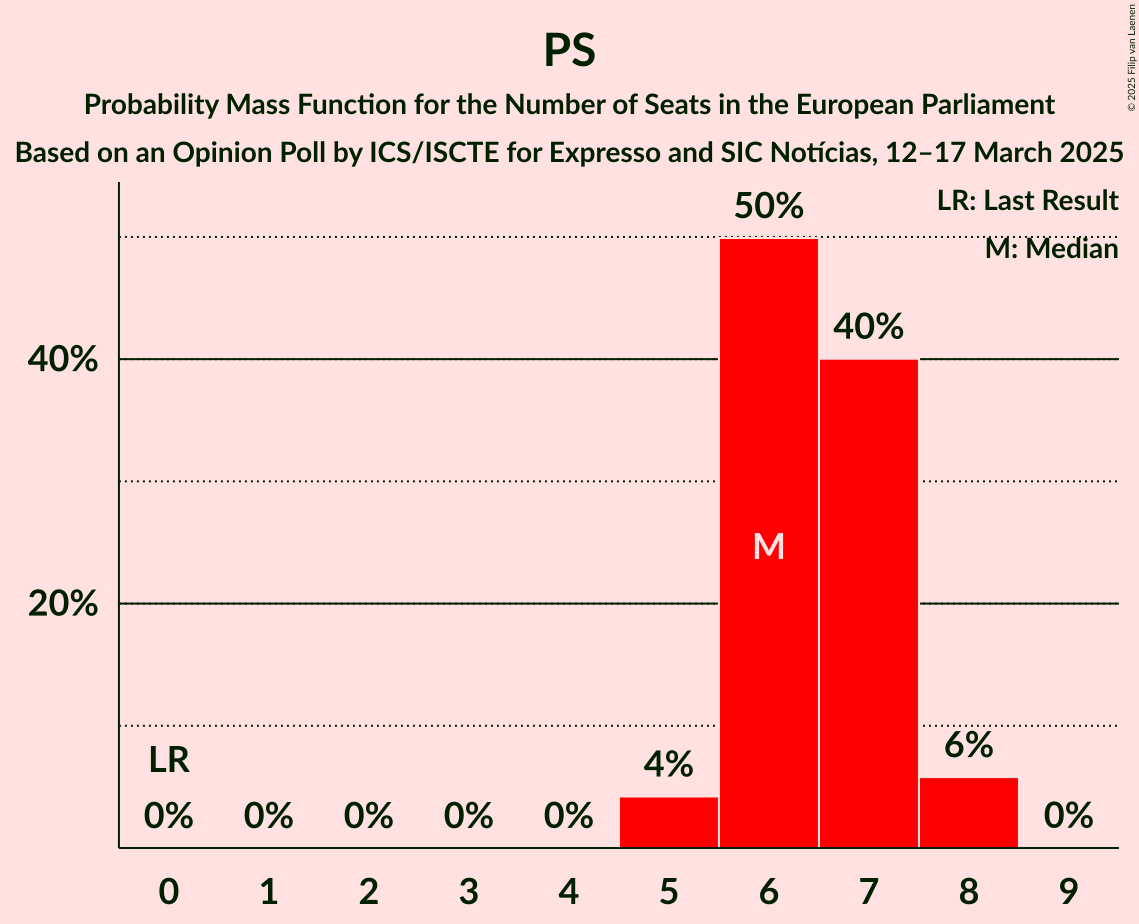 PS
Probability Mass Function for the Number of Seats in the European Parliament
Based on an Opinion Poll by ICS/ISCTE for Expresso and SIC Notícias, 12–17 March 2025
© 2025 Filip van Laenen
LR: Last Result
M: Median
50%
40%
40%
20%
M
LR
0%
0%
0%
0%
0%
4%
6%
0%
0 1 2 3 4 5 6 7 8 9